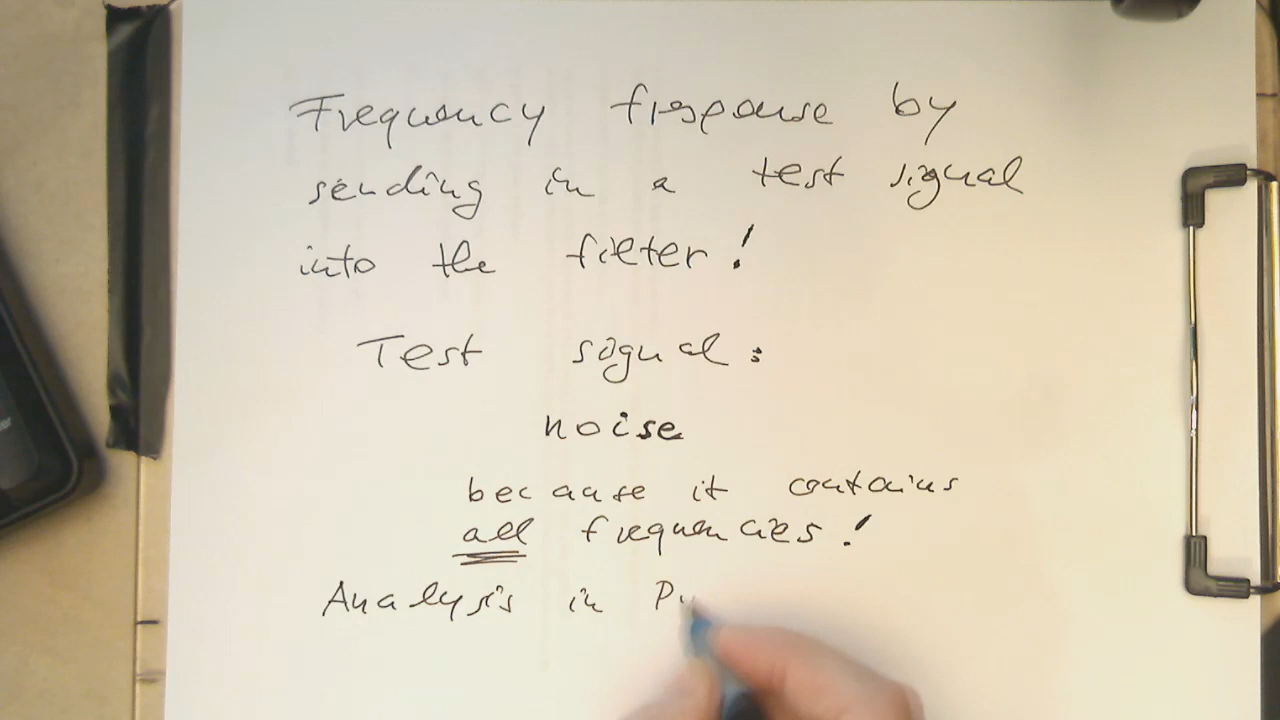 Frequency fresponse by
sending in a test signal
into the filter!
Test signal:
noise
because it contains
all frequencies!
Analysis in